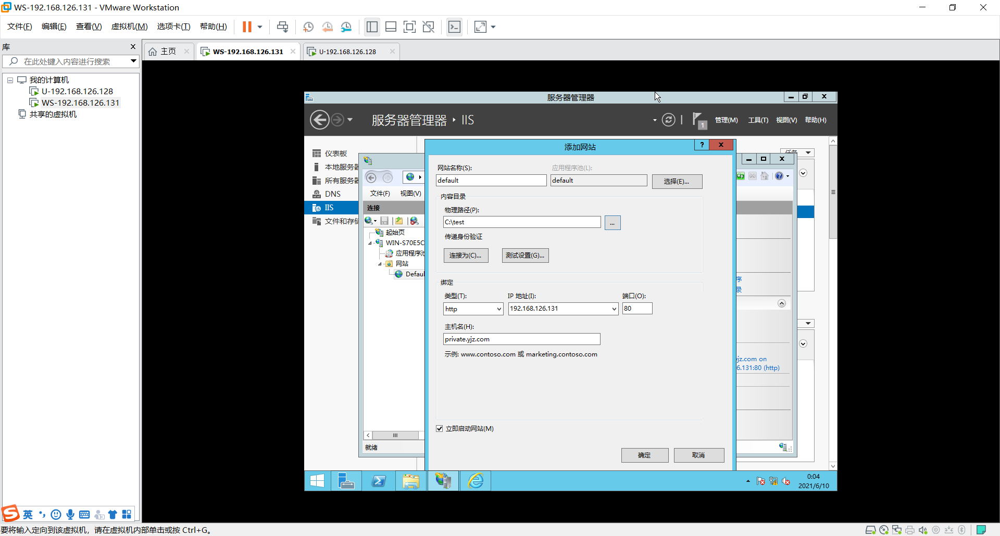 WS-192.168.126.131 - VMware Workstation
文件(F) 编辑(E) 查看(V) 虚拟机(M) 选项卡(T) 帮助(H)
库
在此处键入内容进行搜索
我的计算机
U-192.168.126.128
WS-192.168.126.131
共享的虚拟机
主页 WS-192.168.126.131 U-192.168.126.128
服务器管理器
服务器管理器 IIS
1 管理(M) 工具(T) 视图(V) 帮助(H)
仪表板
本地服务器
所有服务器
DNS
IIS
文件和存储
任务
文件(F) 视图(V)
连接
起始页
WIN-S70E5C
应用程序池
网站
Defaul
就绪
添加网站
?
网站名称(S): 应用程序池(L):
default default 选择(E)...
内容目录
物理路径(P):
C:\test ...
传递身份验证
连接为(C)... 测试设置(G)...
绑定
类型(T): IP 地址(I): 端口(O):
http 192.168.126.131 80
主机名(H):
private.yjz.com
示例: www.contoso.com 或 marketing.contoso.com
立即启动网站(M)
确定 取消
序
录
jz.com on
6.131:80 (http)
0:04
2021/6/10
英
要将输入定向到该虚拟机，请在虚拟机内部单击或按 Ctrl+G。